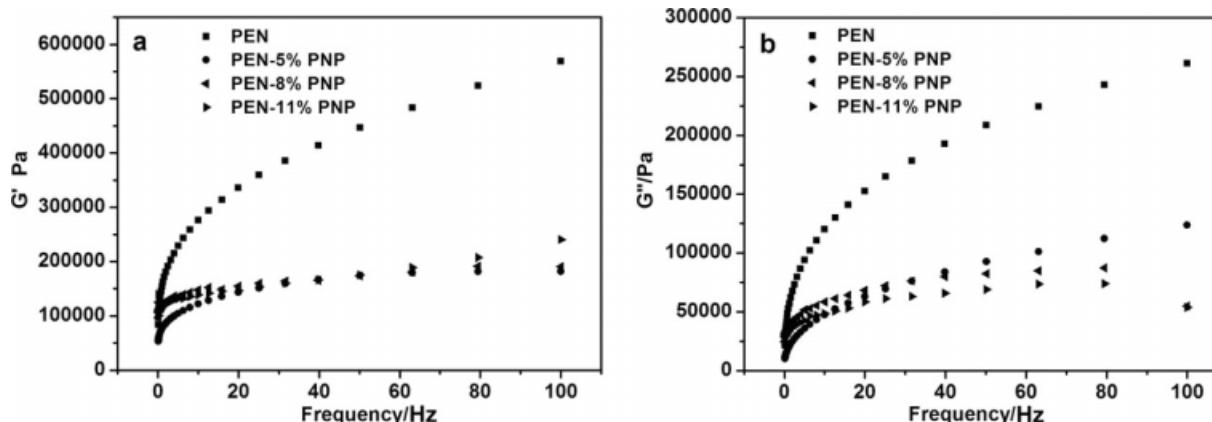 a
PEN
PEN-5% PNP
PEN-8% PNP
PEN-11% PNP
600000
500000
400000
300000
200000
100000
0
G' Pa
0
20
40
60
80
100
Frequency/Hz
b
PEN
PEN-5% PNP
PEN-8% PNP
PEN-11% PNP
300000
250000
200000
150000
100000
50000
0
G"/Pa
0
20
40
60
80
100
Frequency/Hz